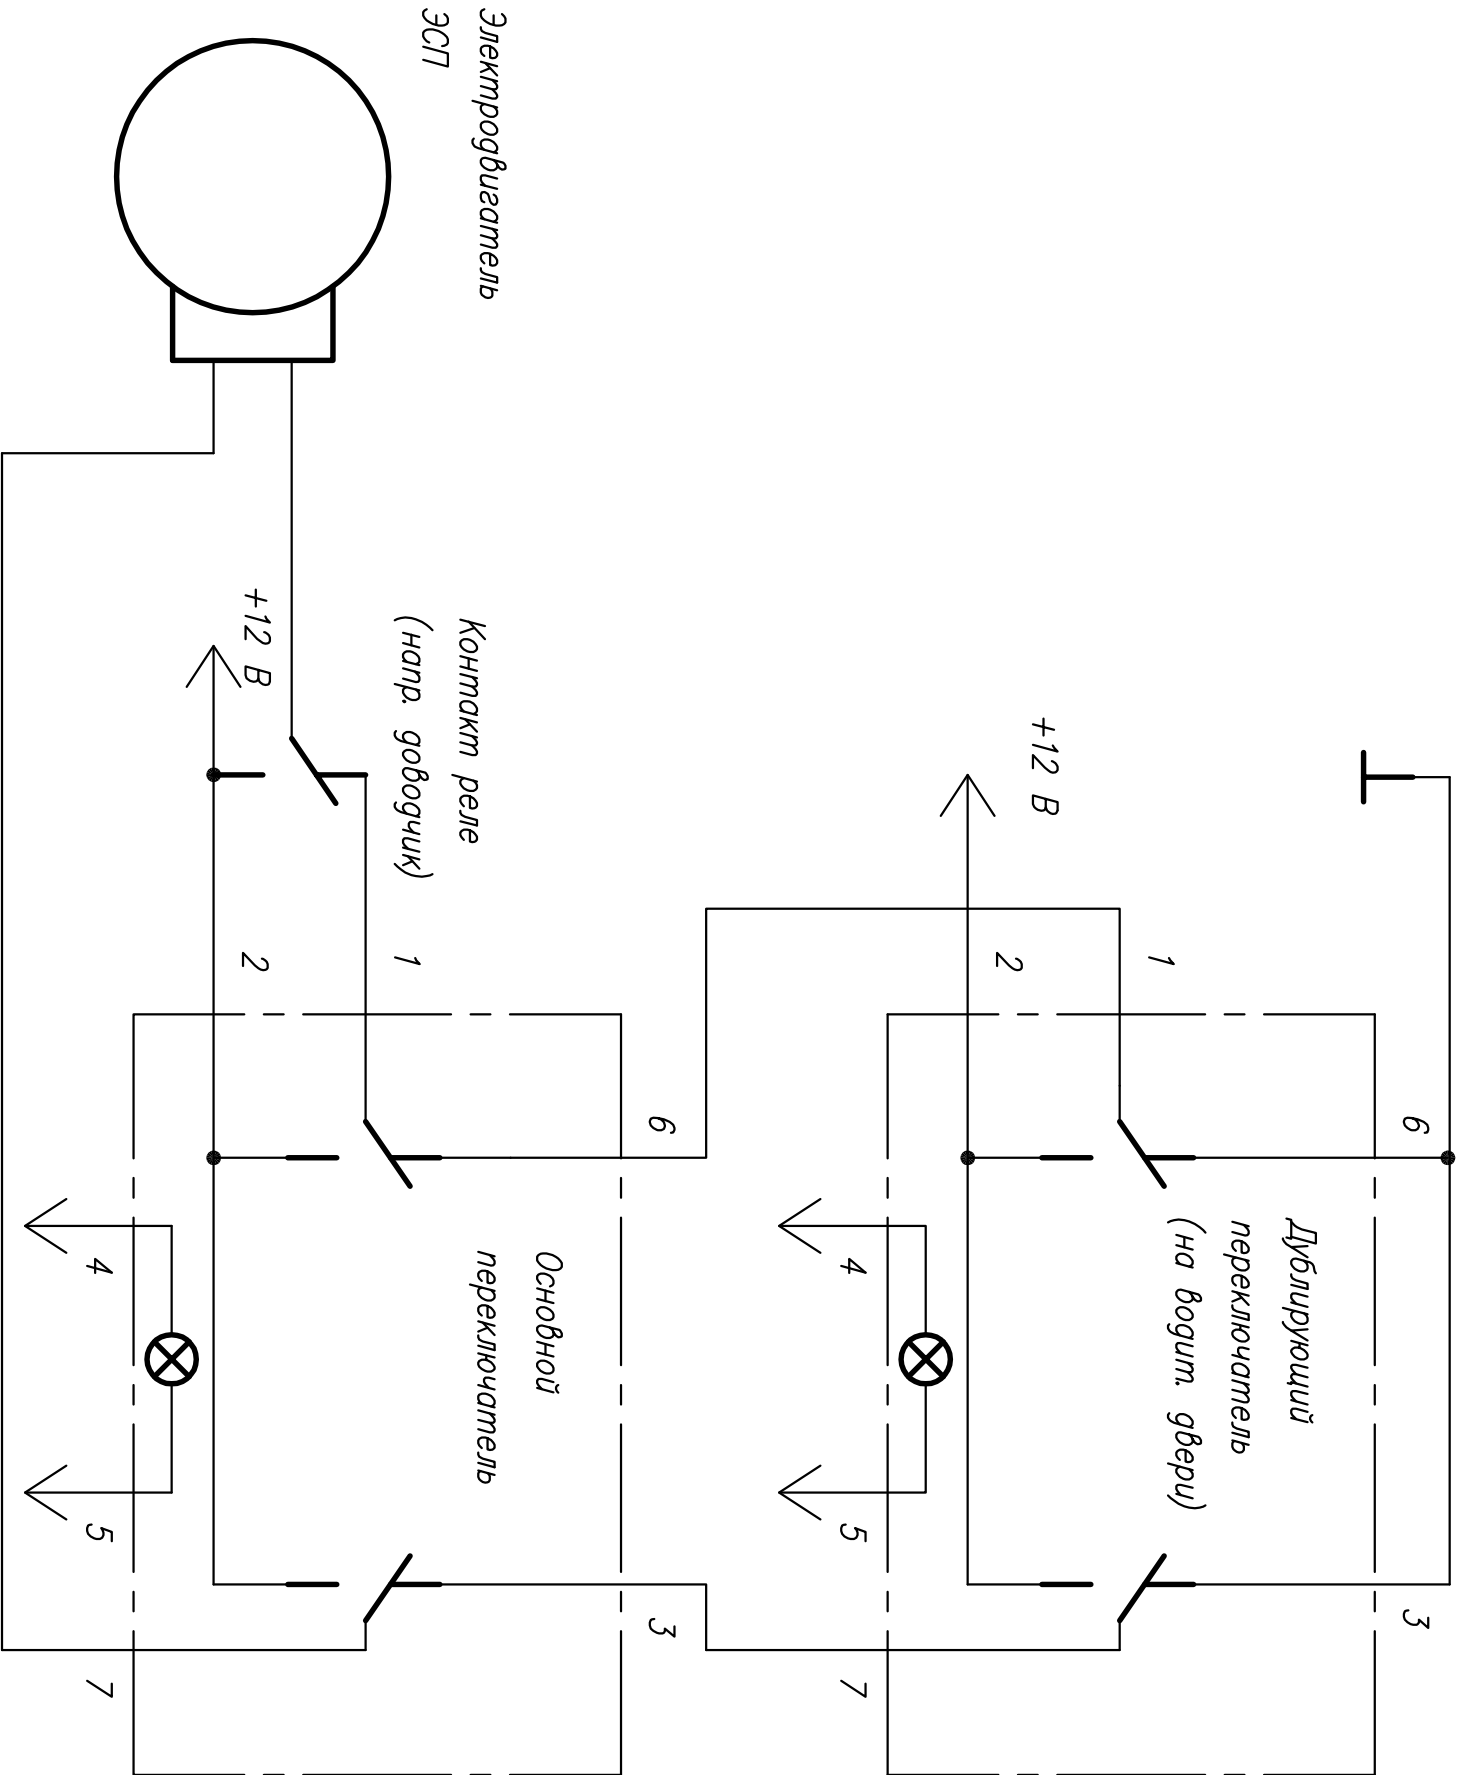 Электродвигатель
ЭСП
+12 В
Контакт реле
(напр. доводчик)
+12 В
2
1
2
1
6
6
4
4
Основной
переключатель
Дублирующий
переключатель
(на водит. двери)
5
5
3
3
7
7